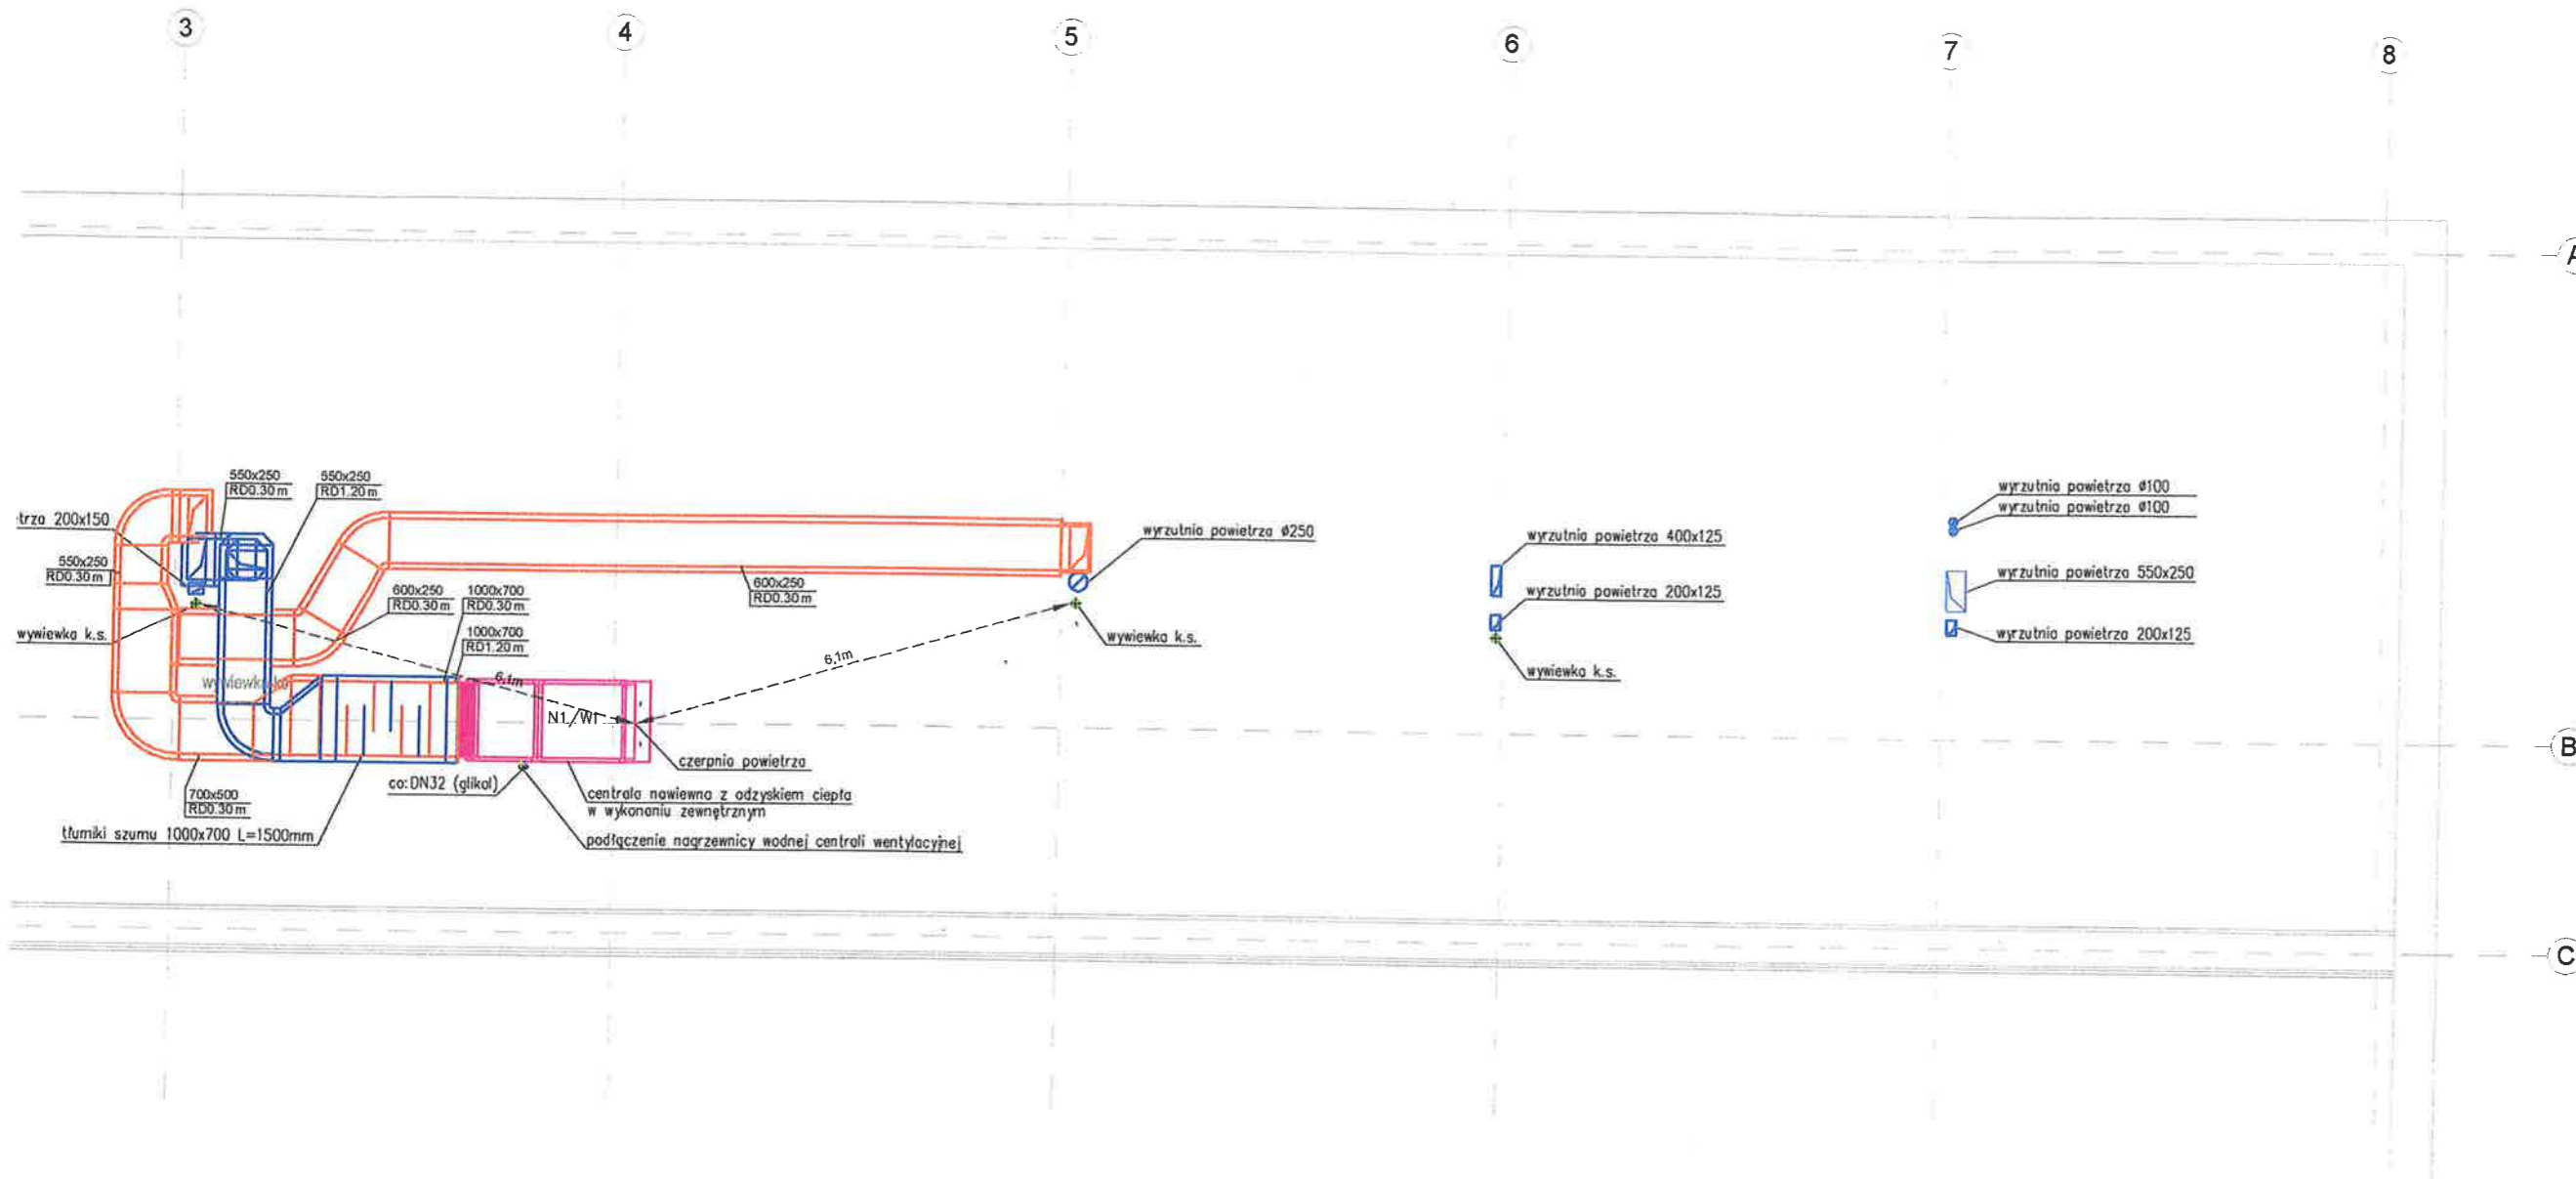 3
4
5
6
7
8
A
B
C
550x250
RD0.30m
550x250
RD1.20m
trza 200x150
550x250
RD0.30m
wywiewka k.s.
600x250
RD0.30m
1000x700
RD0.30m
1000x700
RD1.20m
600x250
RD0.30m
wyrzutnia powietrza ø250
wywiewka k.s.
6,1m
6,1m
N1/W1
czerpnia powietrza
co:DN32 (glikol)
centrala nawiewna z odzyskiem ciepła
w wykonaniu zewnętrznym
podłączenie nagrzewnicy wodnej centrali wentylacyjnej
700x500
RD0.30m
tłumiki szumu 1000x700 L=1500mm
wyrzutnia powietrza 400x125
wyrzutnia powietrza 200x125
wywiewka k.s.
wyrzutnia powietrza ø100
wyrzutnia powietrza ø100
wyrzutnia powietrza 550x250
wyrzutnia powietrza 200x125